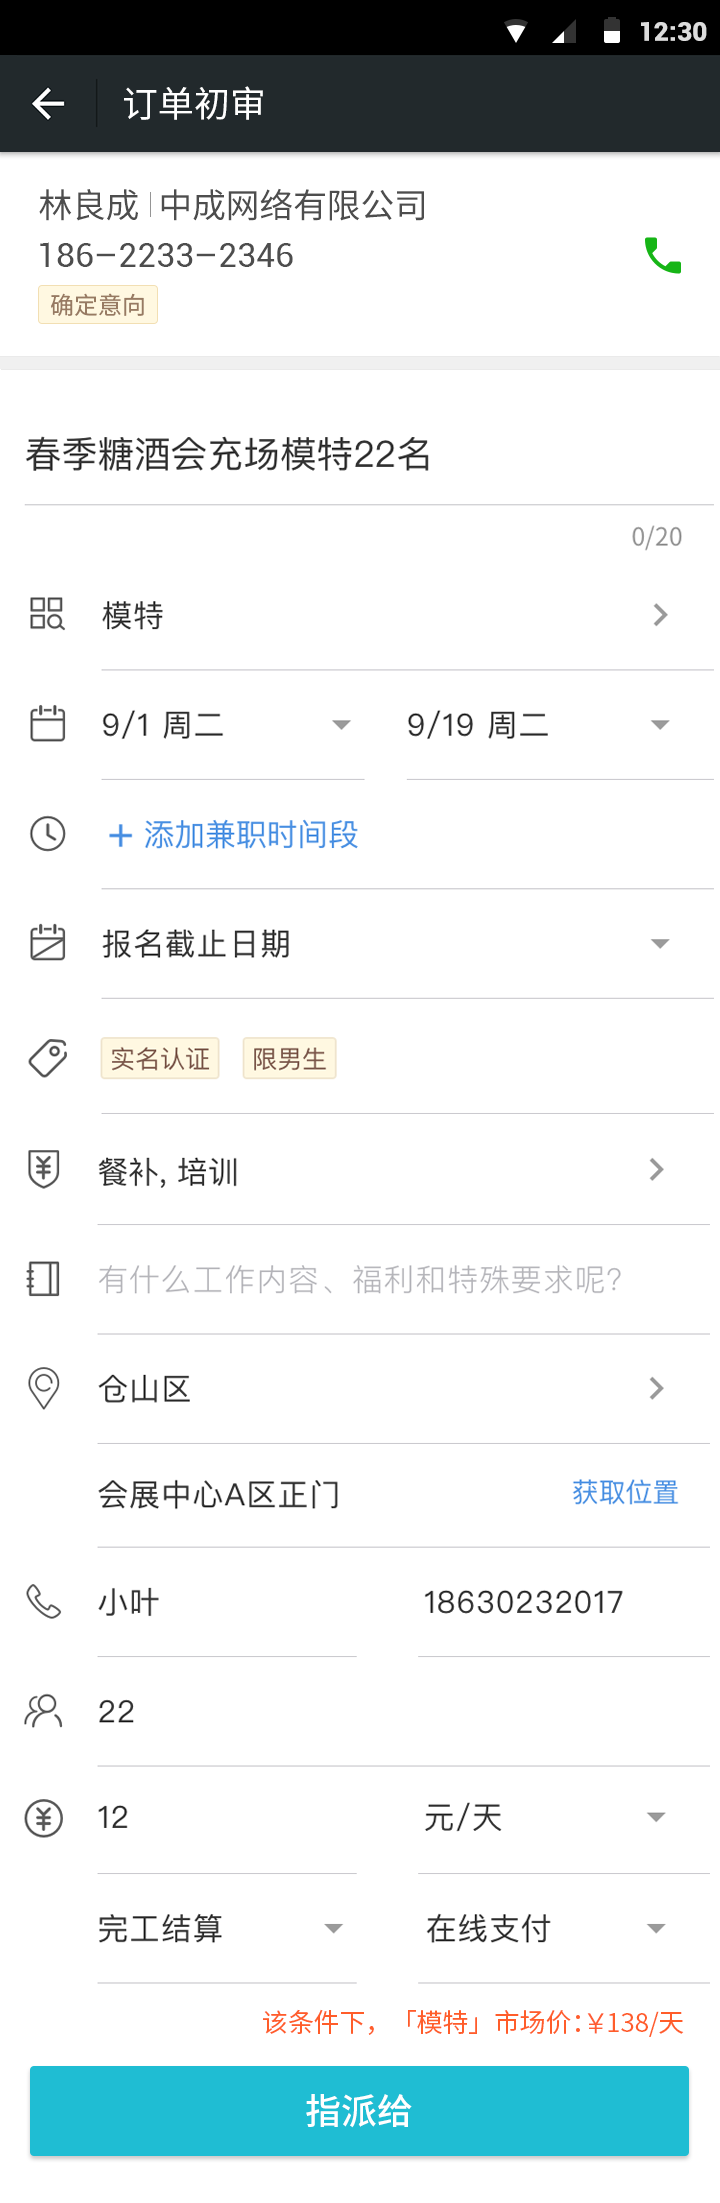 12:30
订单初审
林良成 | 中成网络有限公司
186-2233-2346
确定意向
春季糖酒会充场模特22名
0/20
模特
9/1 周二 9/19 周二
+ 添加兼职时间段
报名截止日期
实名认证 限男生
餐补, 培训
有什么工作内容、福利和特殊要求呢?
仓山区
会展中心A区正门 获取位置
小叶 18630232017
22
12 元/天
完工结算 在线支付
该条件下，「模特」市场价:¥138/天
指派给